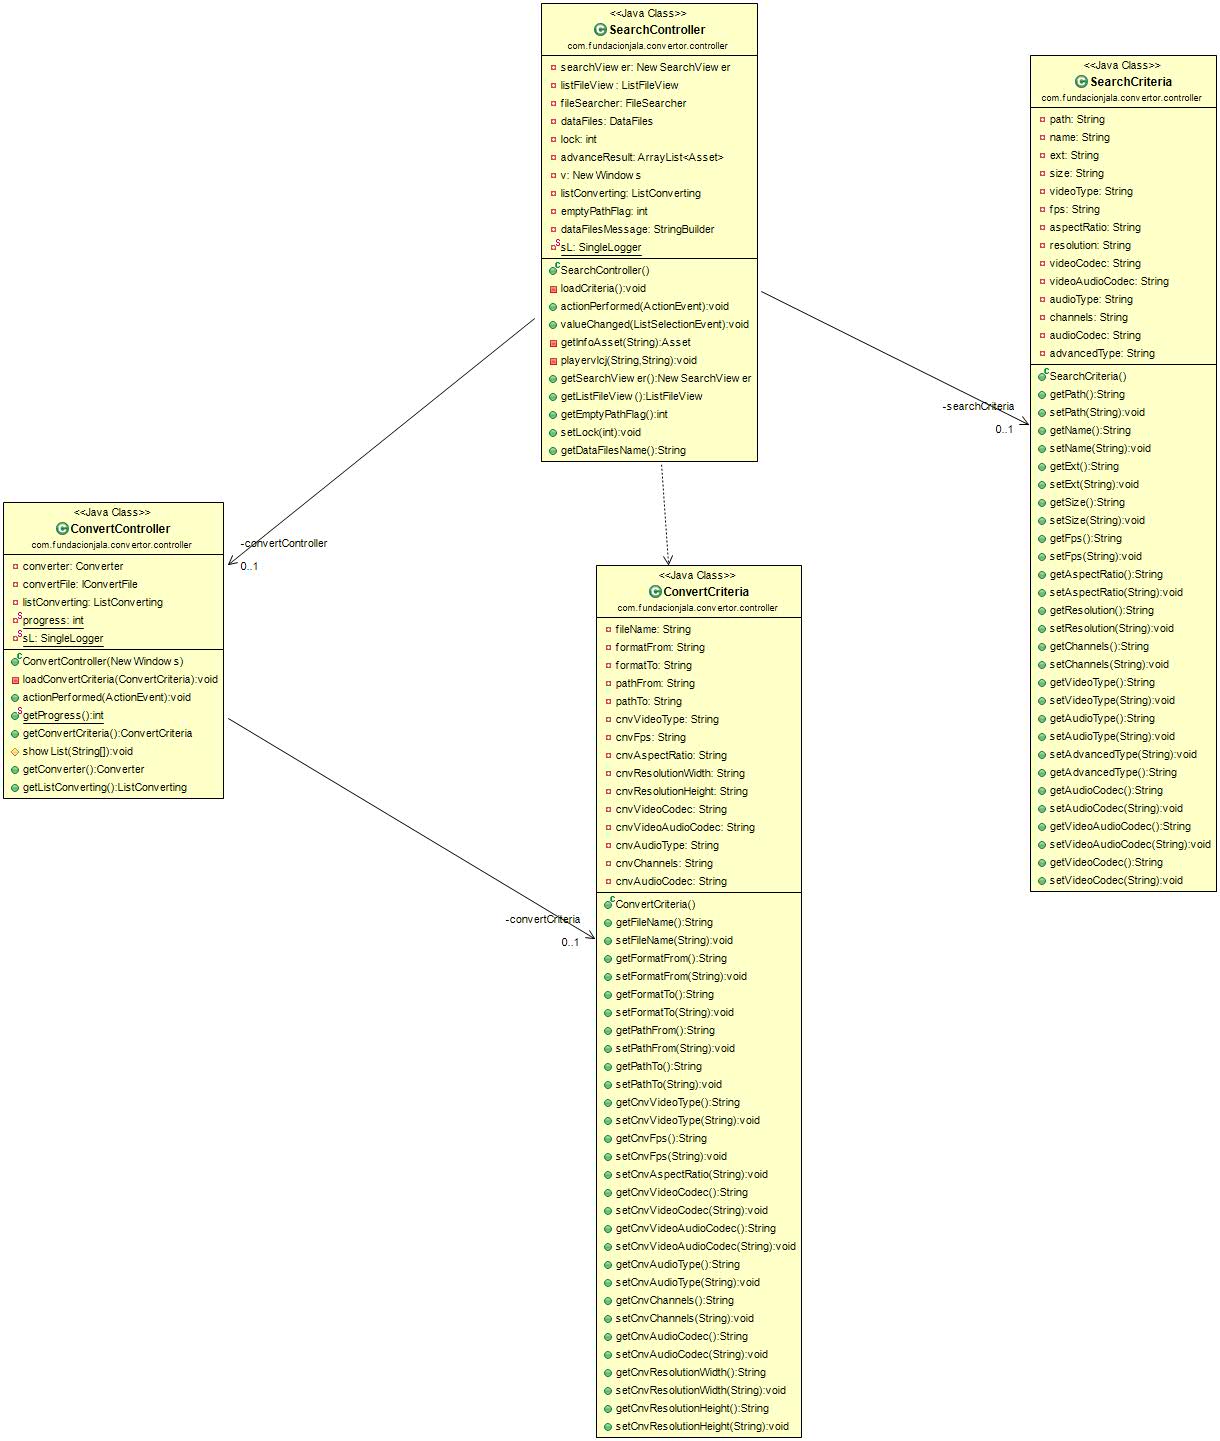 <<Java Class>>
SearchController
com.fundacionjala.convertor.controller
searchViewer: NewSearchViewer
listFileView: ListFileView
fileSearcher: FileSearcher
dataFiles: DataFiles
lock: int
advanceResult: ArrayList<Asset>
v: NewWindows
listConverting: ListConverting
emptyPathFlag: int
dataFilesMessage: StringBuilder
sL: SingleLogger
SearchController()
loadCriteria():void
actionPerformed(ActionEvent):void
valueChanged(ListSelectionEvent):void
getInfoAsset(String):Asset
playervlcj(String,String):void
getSearchViewer():NewSearchViewer
getListFileView():ListFileView
getEmptyPathFlag():int
setLock(int):void
getDataFilesName():String
<<Java Class>>
SearchCriteria
com.fundacionjala.convertor.controller
path: String
name: String
ext: String
size: String
videoType: String
fps: String
aspectRatio: String
resolution: String
videoCodec: String
videoAudioCodec: String
audioType: String
channels: String
audioCodec: String
advancedType: String
SearchCriteria()
getPath():String
setPath(String):void
getName():String
setName(String):void
getExt():String
setExt(String):void
getSize():String
setSize(String):void
getFps():String
setFps(String):void
getAspectRatio():String
setAspectRatio(String):void
getResolution():String
setResolution(String):void
getChannels():String
setChannels(String):void
getVideoType():String
setVideoType(String):void
getAudioType():String
setAudioType(String):void
setAdvancedType(String):void
getAdvancedType():String
getAudioCodec():String
setAudioCodec(String):void
getVideoAudioCodec():String
setVideoAudioCodec(String):void
getVideoCodec():String
setVideoCodec(String):void
-searchCriteria
0..1
-convertController
0..1
<<Java Class>>
ConvertController
com.fundacionjala.convertor.controller
converter: Converter
convertFile: IConvertFile
listConverting: ListConverting
progress: int
sL: SingleLogger
ConvertController(NewWindows)
loadConvertCriteria(ConvertCriteria):void
actionPerformed(ActionEvent):void
getProgress():int
getConvertCriteria():ConvertCriteria
showList(String[]):void
getConverter():Converter
getListConverting():ListConverting
-convertCriteria
0..1
<<Java Class>>
ConvertCriteria
com.fundacionjala.convertor.controller
fileName: String
formatFrom: String
formatTo: String
pathFrom: String
pathTo: String
cnvVideoType: String
cnvFps: String
cnvAspectRatio: String
cnvResolutionWidth: String
cnvResolutionHeight: String
cnvVideoCodec: String
cnvVideoAudioCodec: String
cnvAudioType: String
cnvChannels: String
cnvAudioCodec: String
ConvertCriteria()
getFileName():String
setFileName(String):void
getFormatFrom():String
setFormatFrom(String):void
getFormatTo():String
setFormatTo(String):void
getPathFrom():String
setPathFrom(String):void
getPathTo():String
setPathTo(String):void
getCnvVideoType():String
setCnvVideoType(String):void
getCnvFps():String
setCnvFps(String):void
setCnvAspectRatio(String):void
getCnvVideoCodec():String
setCnvVideoCodec(String):void
getCnvVideoAudioCodec():String
setCnvVideoAudioCodec(String):void
getCnvAudioType():String
setCnvAudioType(String):void
getCnvChannels():String
setCnvChannels(String):void
getCnvAudioCodec():String
setCnvAudioCodec(String):void
getCnvResolutionWidth():String
setCnvResolutionWidth(String):void
getCnvResolutionHeight():String
setCnvResolutionHeight(String):void